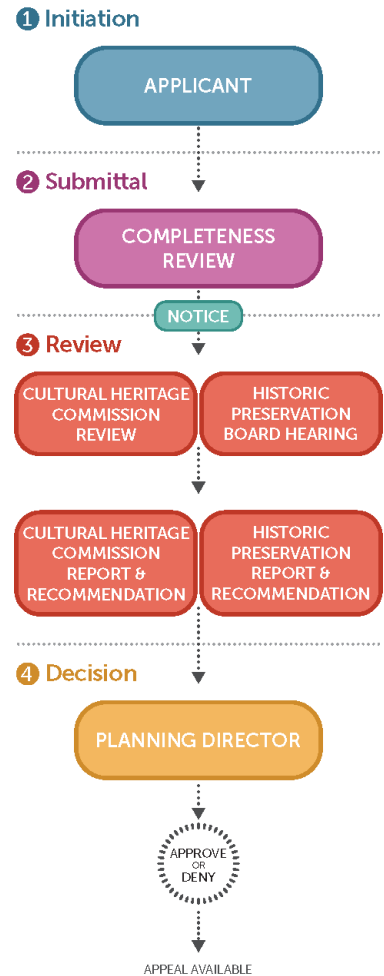 1 Initiation
APPLICANT
2 Submittal
COMPLETENESS
REVIEW
NOTICE
3 Review
CULTURAL HERITAGE
COMMISSION
REVIEW
HISTORIC
PRESERVATION
BOARD HEARING
CULTURAL HERITAGE
COMMISSION
REPORT &
RECOMMENDATION
HISTORIC
PRESERVATION
REPORT &
RECOMMENDATION
4 Decision
PLANNING DIRECTOR
APPROVE
OR
DENY
APPEAL AVAILABLE